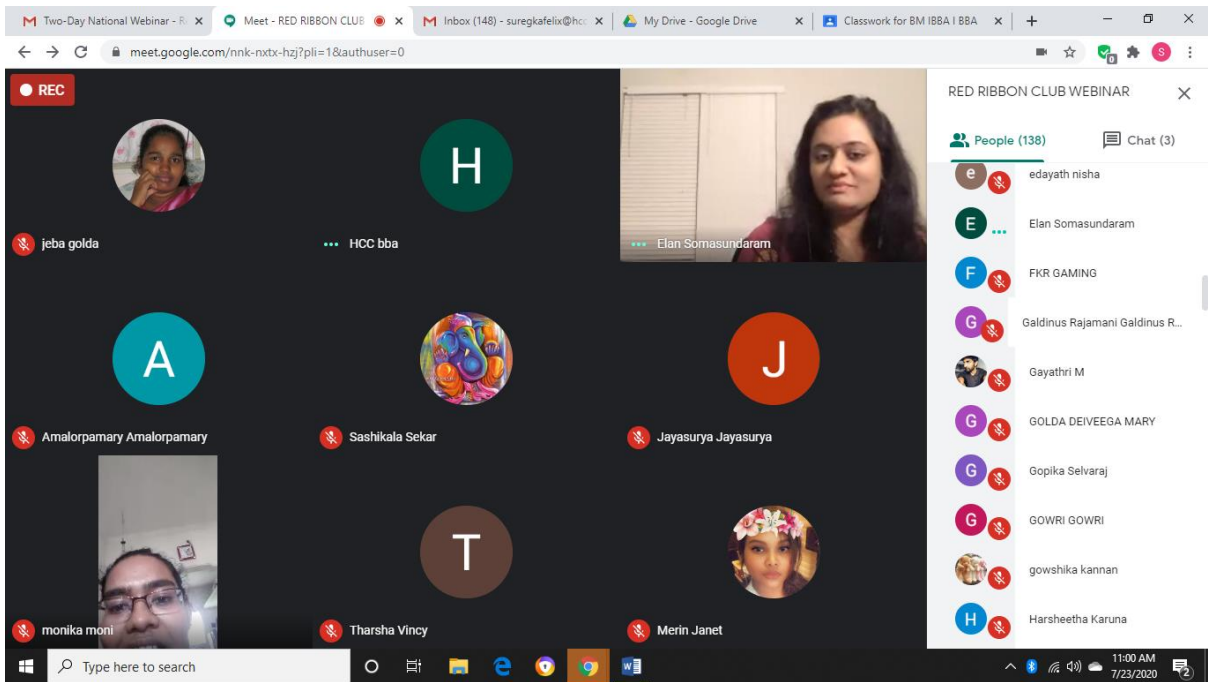 Two-Day National Webinar - R
Meet - RED RIBBON CLUB
Inbox (148) - suregkafelix@hcc
My Drive - Google Drive
Classwork for BM IBBA I BBA
meet.google.com/nnk-nxtx-hzj?pli=1&authuser=0
S
REC
H
jeba golda
HCC bba
Elan Somasundaram
A
J
Amalorpamary Amalorpamary
Sashikala Sekar
Jayasurya Jayasurya
T
monika moni
Tharsha Vincy
Merin Janet
RED RIBBON CLUB WEBINAR
People (138)
Chat (3)
e edayath nisha
E Elan Somasundaram
F FKR GAMING
G Galdinus Rajamani Galdinus R...
Gayathri M
G GOLDA DEIVEEGA MARY
G Gopika Selvaraj
G GOWRI GOWRI
gowshika kannan
H Harsheetha Karuna
Type here to search
11:00 AM
7/23/2020
2